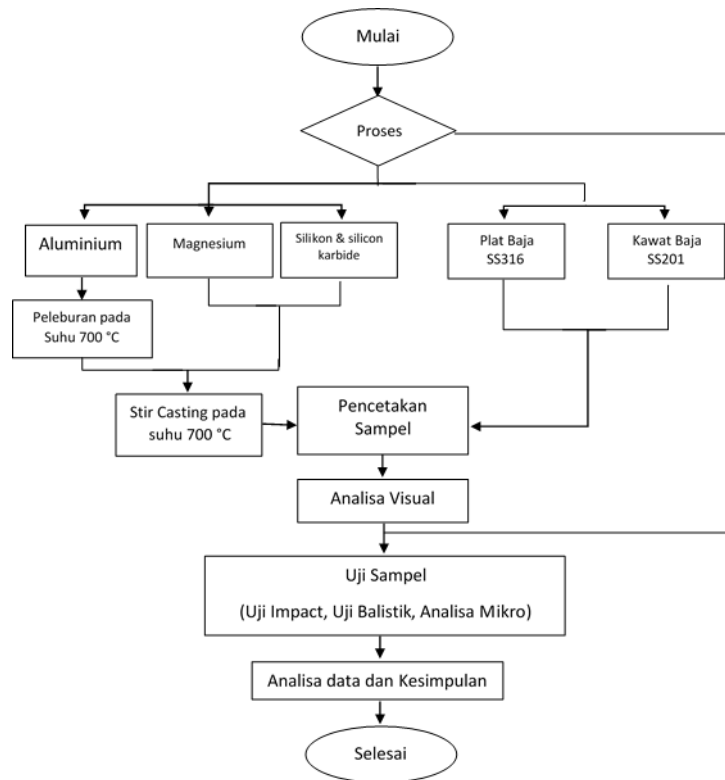 Mulai
Proses
Aluminium
Magnesium
Silikon & silicon
karbide
Plat Baja
SS316
Kawat Baja
SS201
Peleburan pada
Suhu 700 °C
Stir Casting pada
suhu 700 °C
Pencetakan
Sampel
Analisa Visual
Uji Sampel
(Uji Impact, Uji Balistik, Analisa Mikro)
Analisa data dan Kesimpulan
Selesai